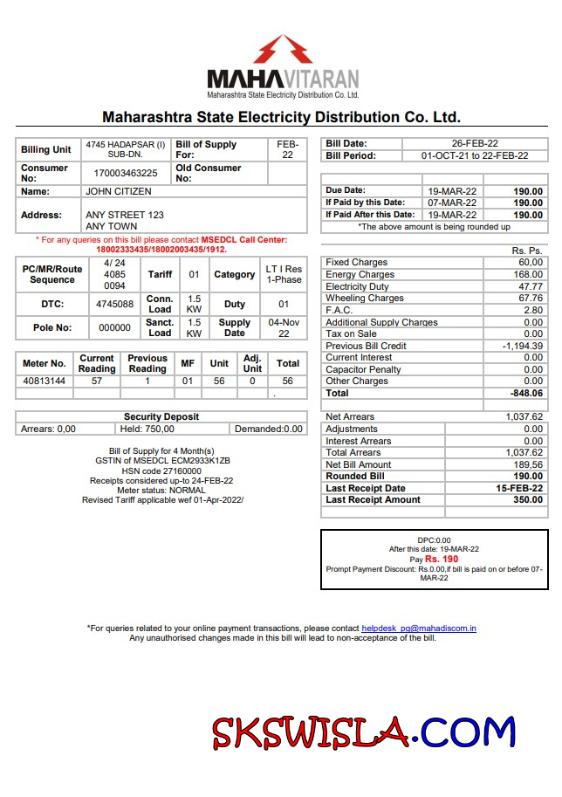 MAHAVITARAN
Maharashtra State Electricity Distribution Co. Ltd.
Maharashtra State Electricity Distribution Co. Ltd.
Billing Unit 4745 HADAPSAR (I) SUB-DN. Bill of Supply For: FEB-22
Consumer No: 170003463225 Old Consumer No:
Name: JOHN CITIZEN
Address: ANY STREET 123
ANY TOWN
* For any queries on this bill please contact MSEDCL Call Center:
18002333435/18002003435/1912.
PC/MR/Route Sequence 4/ 24 4085 0094 Tariff 01 Category LT I Res 1-Phase
DTC: 4745088 Conn. Load 1.5 KW Duty 01
Pole No: 000000 Sanct. Load 1.5 KW Supply Date 04-Nov 22
Meter No. Current Reading Previous Reading MF Unit Adj. Unit Total
40813144 57 1 01 56 0 56
.
Security Deposit
Arrears: 0,00 Held: 750,00 Demanded:0.00
Bill of Supply for 4 Month(s)
GSTIN of MSEDCL ECM2933K1ZB
HSN code 27160000
Receipts considered up-to 24-FEB-22
Meter status: NORMAL
Revised Tariff applicable wef 01-Apr-2022/
Bill Date: 26-FEB-22
Bill Period: 01-OCT-21 to 22-FEB-22
Due Date: 19-MAR-22 190.00
If Paid by this Date: 07-MAR-22 190.00
If Paid After this Date: 19-MAR-22 190.00
*The above amount is being rounded up
Rs. Ps.
Fixed Charges 60,00
Energy Charges 168.00
Electricity Duty 47.77
Wheeling Charges 67.76
F.A.C. 2.80
Additional Supply Charges 0.00
Tax on Sale 0.00
Previous Bill Credit -1,194.39
Current Interest 0.00
Capacitor Penalty 0.00
Other Charges 0.00
Total -848.06
Net Arrears 1,037.62
Adjustments 0.00
Interest Arrears 0.00
Total Arrears 1,037.62
Net Bill Amount 189,56
Rounded Bill 190.00
Last Receipt Date 15-FEB-22
Last Receipt Amount 350.00
DPC:0.00
After this date: 19-MAR-22
Pay Rs. 190
Prompt Payment Discount: Rs.0.00,if bill is paid on or before 07-
MAR-22
*For queries related to your online payment transactions, please contact helpdesk_pg@mahadiscom.in
Any unauthorised changes made in this bill will lead to non-acceptance of the bill.
SKSWISLA.COM